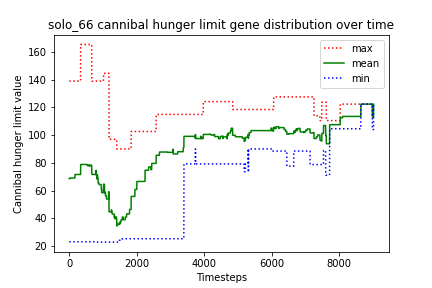 solo_66 cannibal hunger limit gene distribution over time
Cannibal hunger limit value
160
140
120
100
80
60
40
20
max
mean
min
0
2000
4000
6000
8000
Timesteps